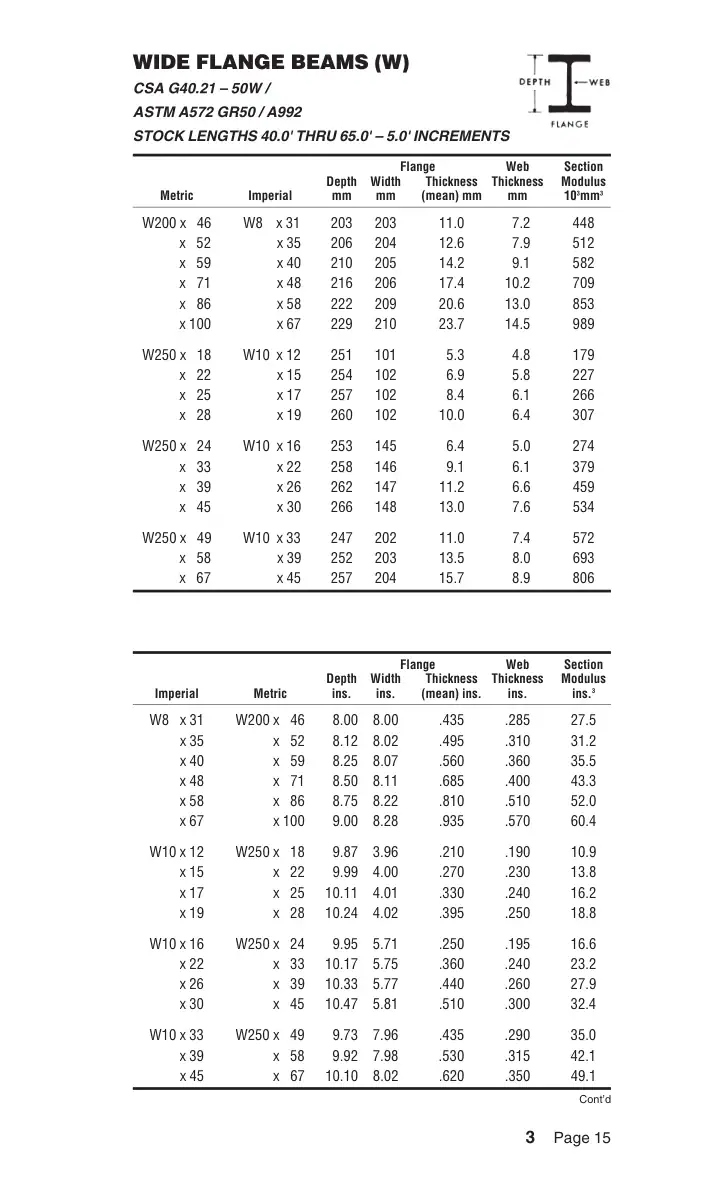 WIDE FLANGE BEAMS (W)
CSA G40.21 – 50W /
ASTM A572 GR50 / A992
STOCK LENGTHS 40.0' THRU 65.0' – 5.0' INCREMENTS
DEPTH WEB
FLANGE
Flange Web Section
Depth Width Thickness Thickness Modulus
Metric Imperial mm mm (mean) mm mm 10³mm³
W200 x 46 W8 x 31 203 203 11.0 7.2 448
x 52 x 35 206 204 12.6 7.9 512
x 59 x 40 210 205 14.2 9.1 582
x 71 x 48 216 206 17.4 10.2 709
x 86 x 58 222 209 20.6 13.0 853
x 100 x 67 229 210 23.7 14.5 989
W250 x 18 W10 x 12 251 101 5.3 4.8 179
x 22 x 15 254 102 6.9 5.8 227
x 25 x 17 257 102 8.4 6.1 266
x 28 x 19 260 102 10.0 6.4 307
W250 x 24 W10 x 16 253 145 6.4 5.0 274
x 33 x 22 258 146 9.1 6.1 379
x 39 x 26 262 147 11.2 6.6 459
x 45 x 30 266 148 13.0 7.6 534
W250 x 49 W10 x 33 247 202 11.0 7.4 572
x 58 x 39 252 203 13.5 8.0 693
x 67 x 45 257 204 15.7 8.9 806
Flange Web Section
Depth Width Thickness Thickness Modulus
Imperial Metric ins. ins. (mean) ins. ins. ins.³
W8 x 31 W200 x 46 8.00 8.00 .435 .285 27.5
x 35 x 52 8.12 8.02 .495 .310 31.2
x 40 x 59 8.25 8.07 .560 .360 35.5
x 48 x 71 8.50 8.11 .685 .400 43.3
x 58 x 86 8.75 8.22 .810 .510 52.0
x 67 x 100 9.00 8.28 .935 .570 60.4
W10 x 12 W250 x 18 9.87 3.96 .210 .190 10.9
x 15 x 22 9.99 4.00 .270 .230 13.8
x 17 x 25 10.11 4.01 .330 .240 16.2
x 19 x 28 10.24 4.02 .395 .250 18.8
W10 x 16 W250 x 24 9.95 5.71 .250 .195 16.6
x 22 x 33 10.17 5.75 .360 .240 23.2
x 26 x 39 10.33 5.77 .440 .260 27.9
x 30 x 45 10.47 5.81 .510 .300 32.4
W10 x 33 W250 x 49 9.73 7.96 .435 .290 35.0
x 39 x 58 9.92 7.98 .530 .315 42.1
x 45 x 67 10.10 8.02 .620 .350 49.1
Cont'd
3 Page 15